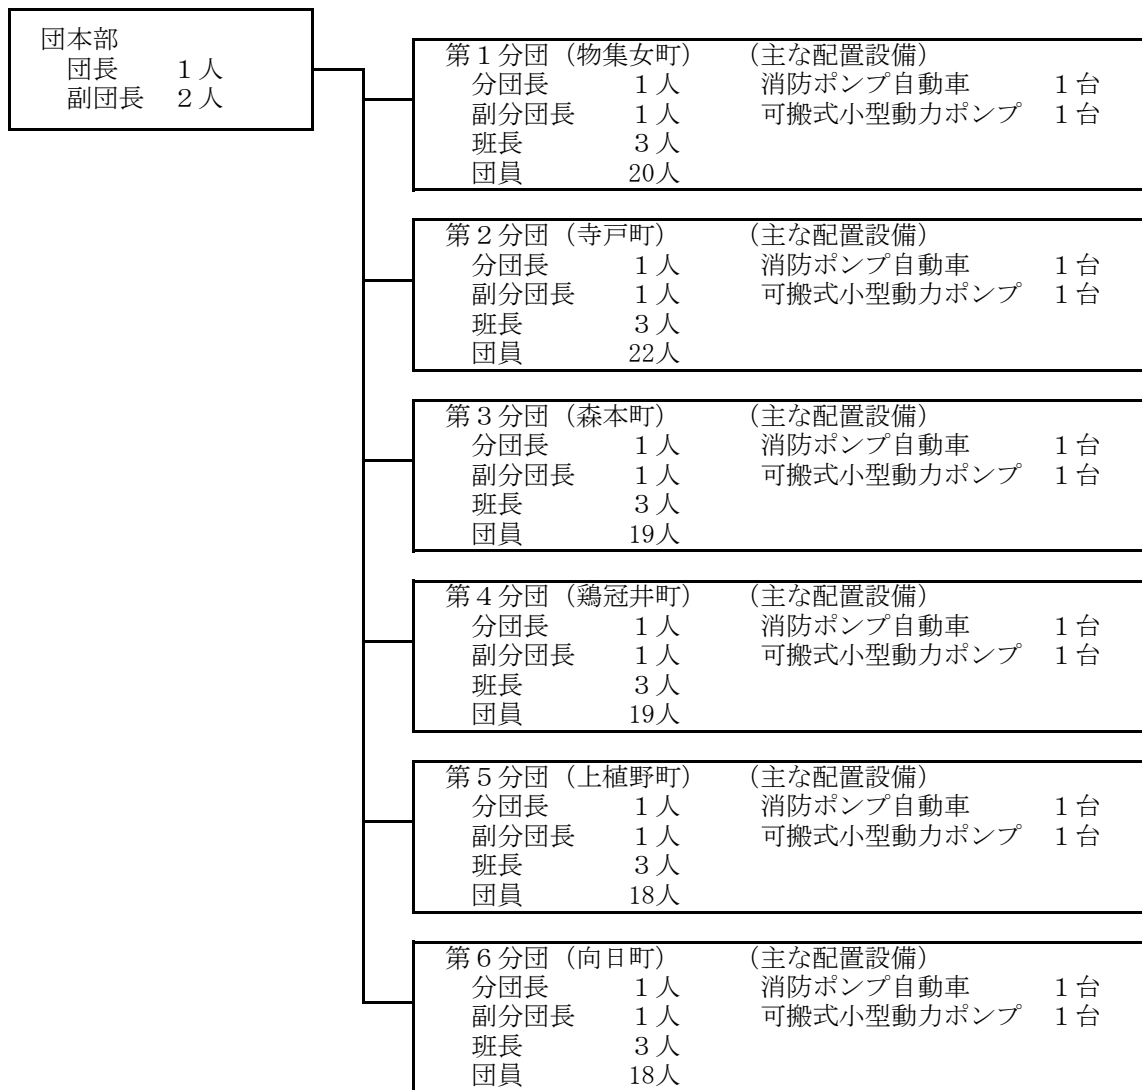 団本部
団長 １人
副団長 ２人
第１分団（物集女町） （主な配置設備）
分団長 １人 消防ポンプ自動車 １台
副分団長 １人 可搬式小型動力ポンプ １台
班長 ３人
団員 20人
第２分団（寺戸町） （主な配置設備）
分団長 １人 消防ポンプ自動車 １台
副分団長 １人 可搬式小型動力ポンプ １台
班長 ３人
団員 22人
第３分団（森本町） （主な配置設備）
分団長 １人 消防ポンプ自動車 １台
副分団長 １人 可搬式小型動力ポンプ １台
班長 ３人
団員 19人
第４分団（鶏冠井町） （主な配置設備）
分団長 １人 消防ポンプ自動車 １台
副分団長 １人 可搬式小型動力ポンプ １台
班長 ３人
団員 19人
第５分団（上植野町） （主な配置設備）
分団長 １人 消防ポンプ自動車 １台
副分団長 １人 可搬式小型動力ポンプ １台
班長 ３人
団員 18人
第６分団（向日町） （主な配置設備）
分団長 １人 消防ポンプ自動車 １台
副分団長 １人 可搬式小型動力ポンプ １台
班長 ３人
団員 18人